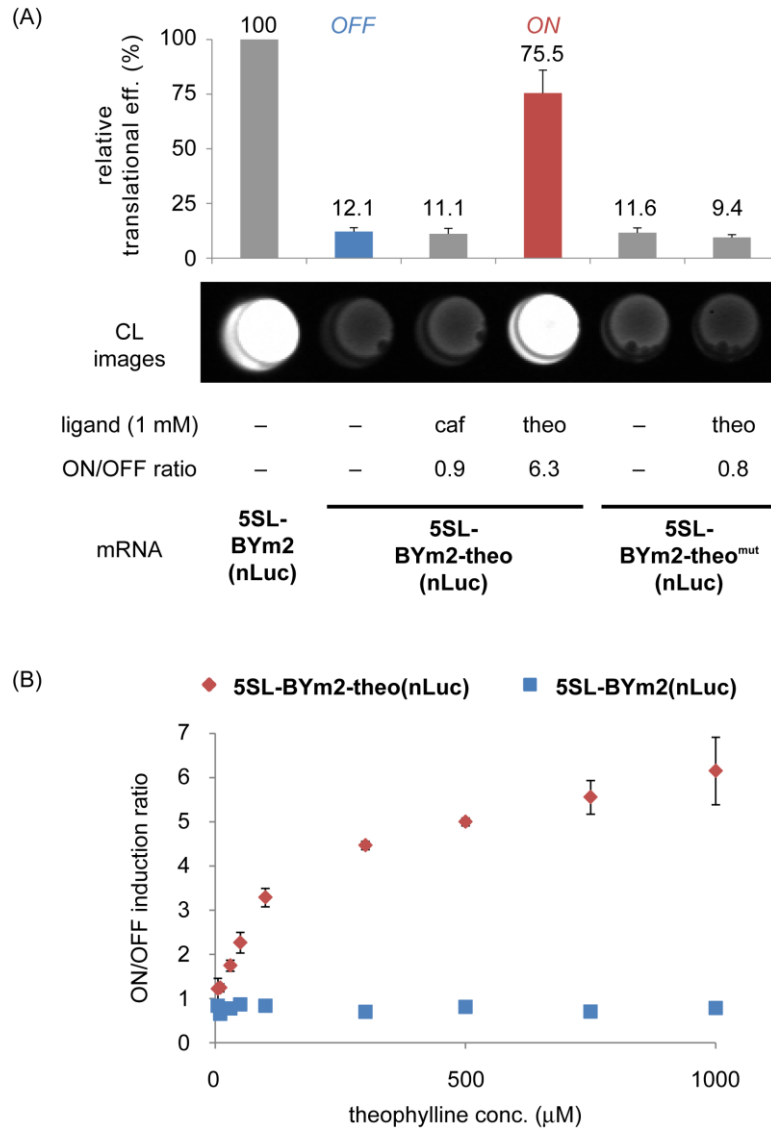 (A)
relative
translational eff. (%)
100
75
50
25
0
100
OFF
12.1
11.1
ON
75.5
11.6
9.4
CL
images
ligand (1 mM) – – caf theo – theo
ON/OFF ratio – – 0.9 6.3 – 0.8
mRNA
5SL-
BYm2
(nLuc)
5SL-
BYm2-theo
(nLuc)
5SL-
BYm2-theo^mut
(nLuc)
(B)
5SL-BYm2-theo(nLuc) 5SL-BYm2(nLuc)
ON/OFF induction ratio
7
6
5
4
3
2
1
0
0 500 1000
theophylline conc. (μM)